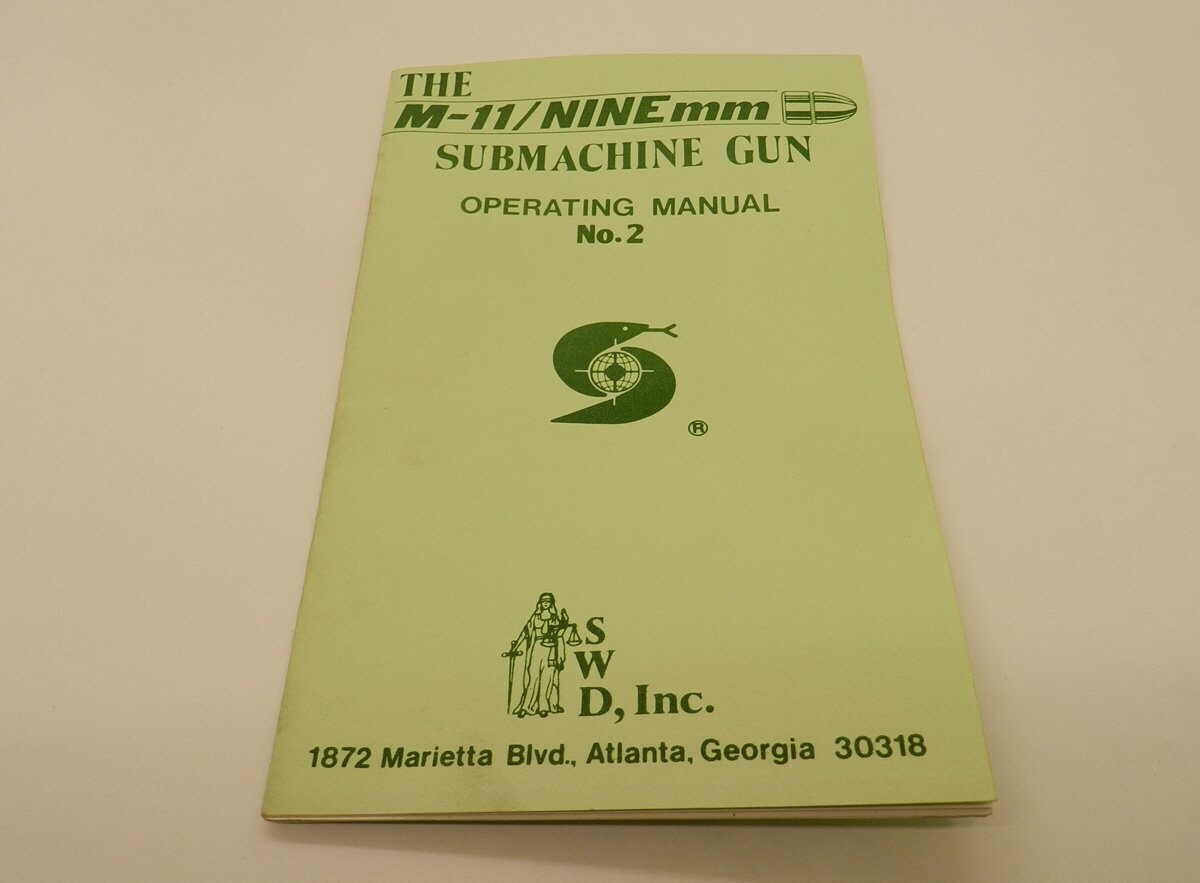 THE
M-11/NINEmm
SUBMACHINE GUN
OPERATING MANUAL
No.2
®
S
W
D, Inc.
1872 Marietta Blvd., Atlanta, Georgia 30318